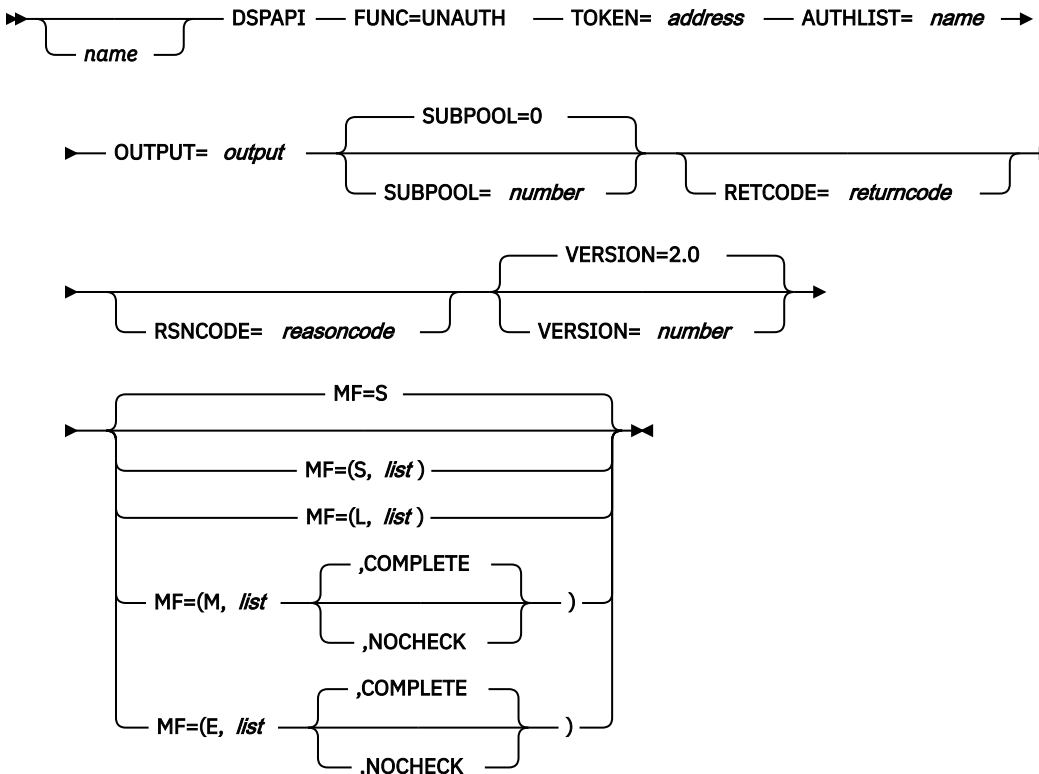 DSPAPI FUNC=UNAUTH TOKEN= address AUTHLIST= name
name
SUBPOOL=0
OUTPUT= output
SUBPOOL= number RETCODE= returncode
VERSION=2.0
RSNCODE= reasoncode VERSION= number
MF=S
MF=(S, list )
MF=(L, list )
,COMPLETE
MF=(M, list )
,NOCHECK
,COMPLETE
MF=(E, list )
,NOCHECK